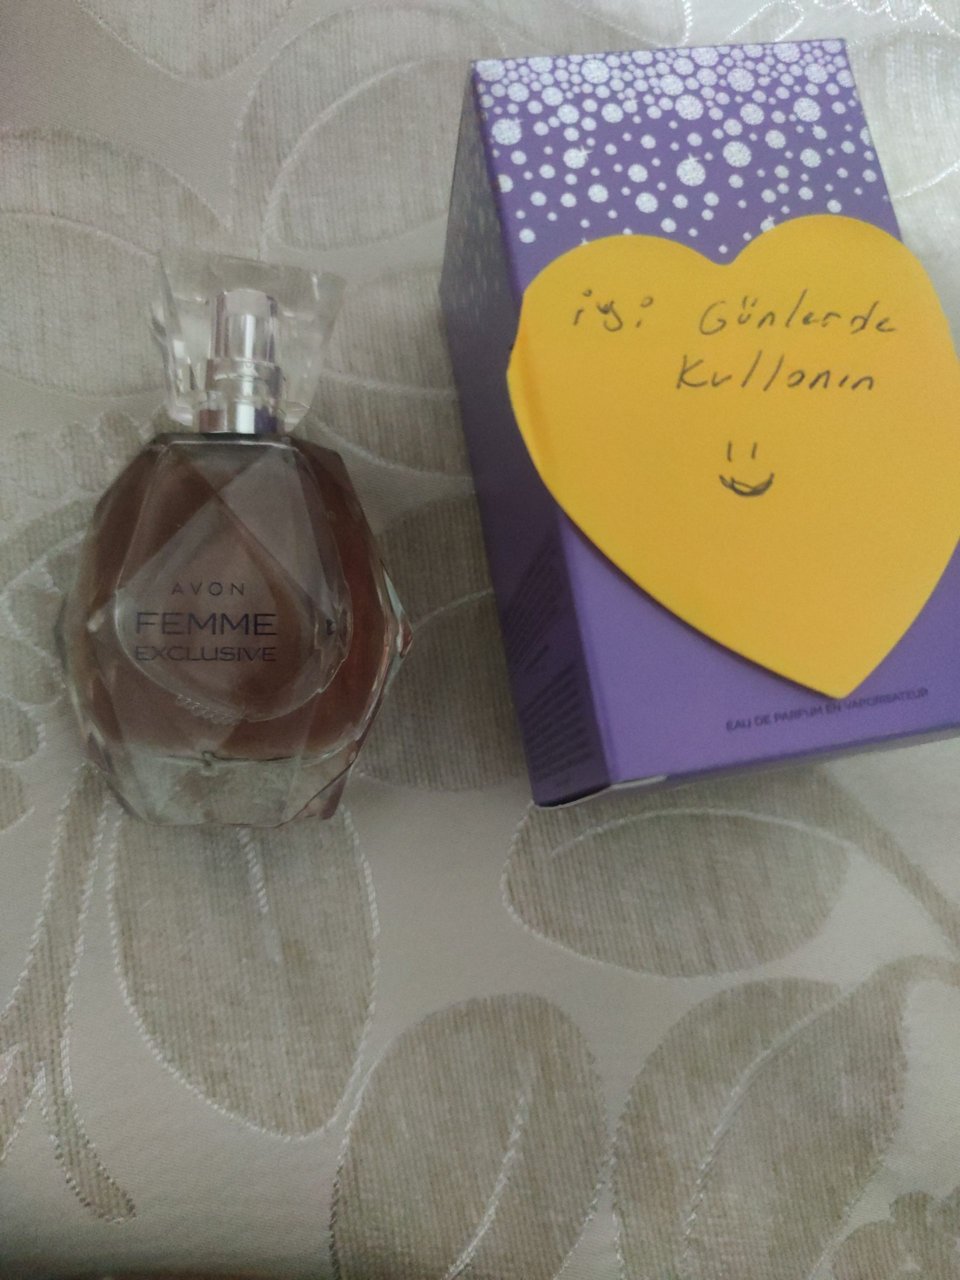 AVON
FEMME
EXCLUSIVE
iyi Günlerde
Kullanın
EAU DE PARFUM EN VAPORISATEUR